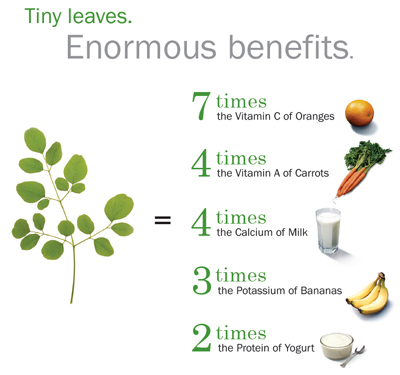 Tiny leaves.
Enormous benefits.
7 times
the Vitamin C of Oranges
4 times
the Vitamin A of Carrots
=
4 times
the Calcium of Milk
3 times
the Potassium of Bananas
2 times
the Protein of Yogurt